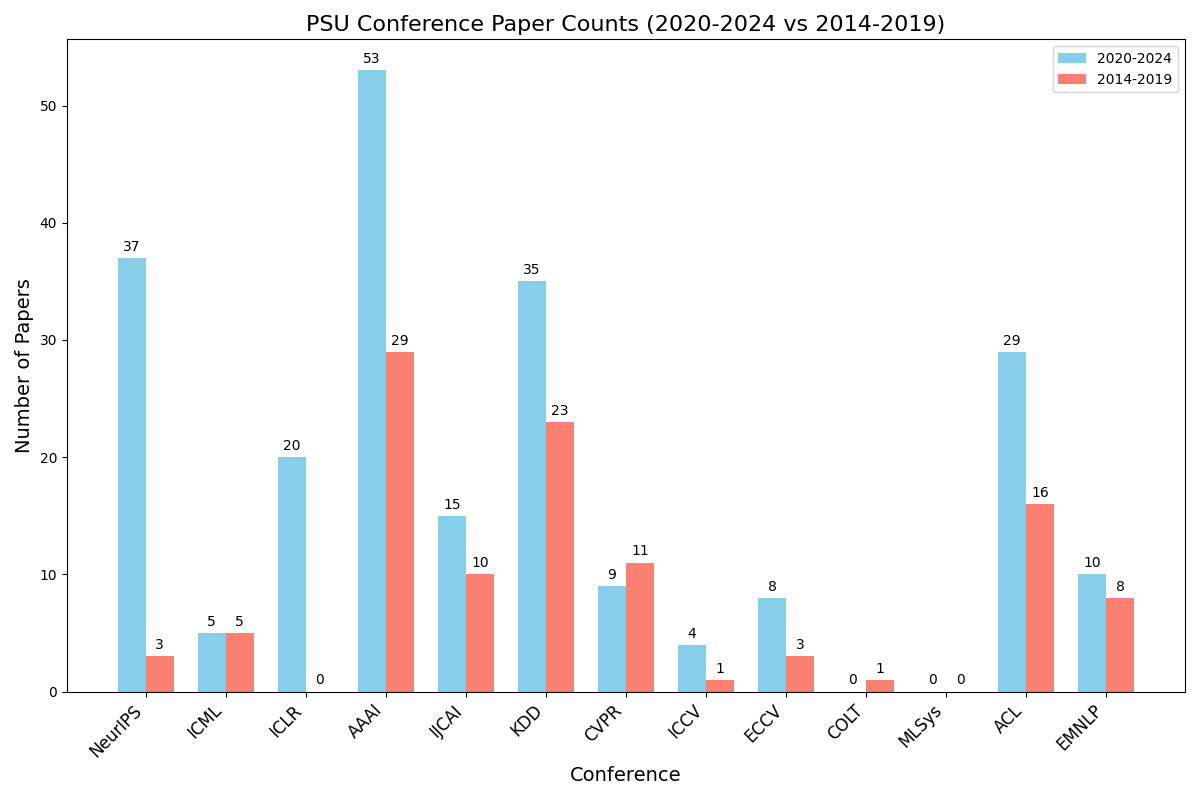 PSU Conference Paper Counts (2020-2024 vs 2014-2019)
2020-2024
2014-2019
Number of Papers
50
40
30
20
10
0
37
3
5
5
20
0
53
29
15
10
35
23
9
11
4
1
8
3
0
1
0
0
29
16
10
8
NeurIPS
ICML
ICLR
AAAI
IJCAI
KDD
CVPR
ICCV
ECCV
COLT
MLSys
ACL
EMNLP
Conference